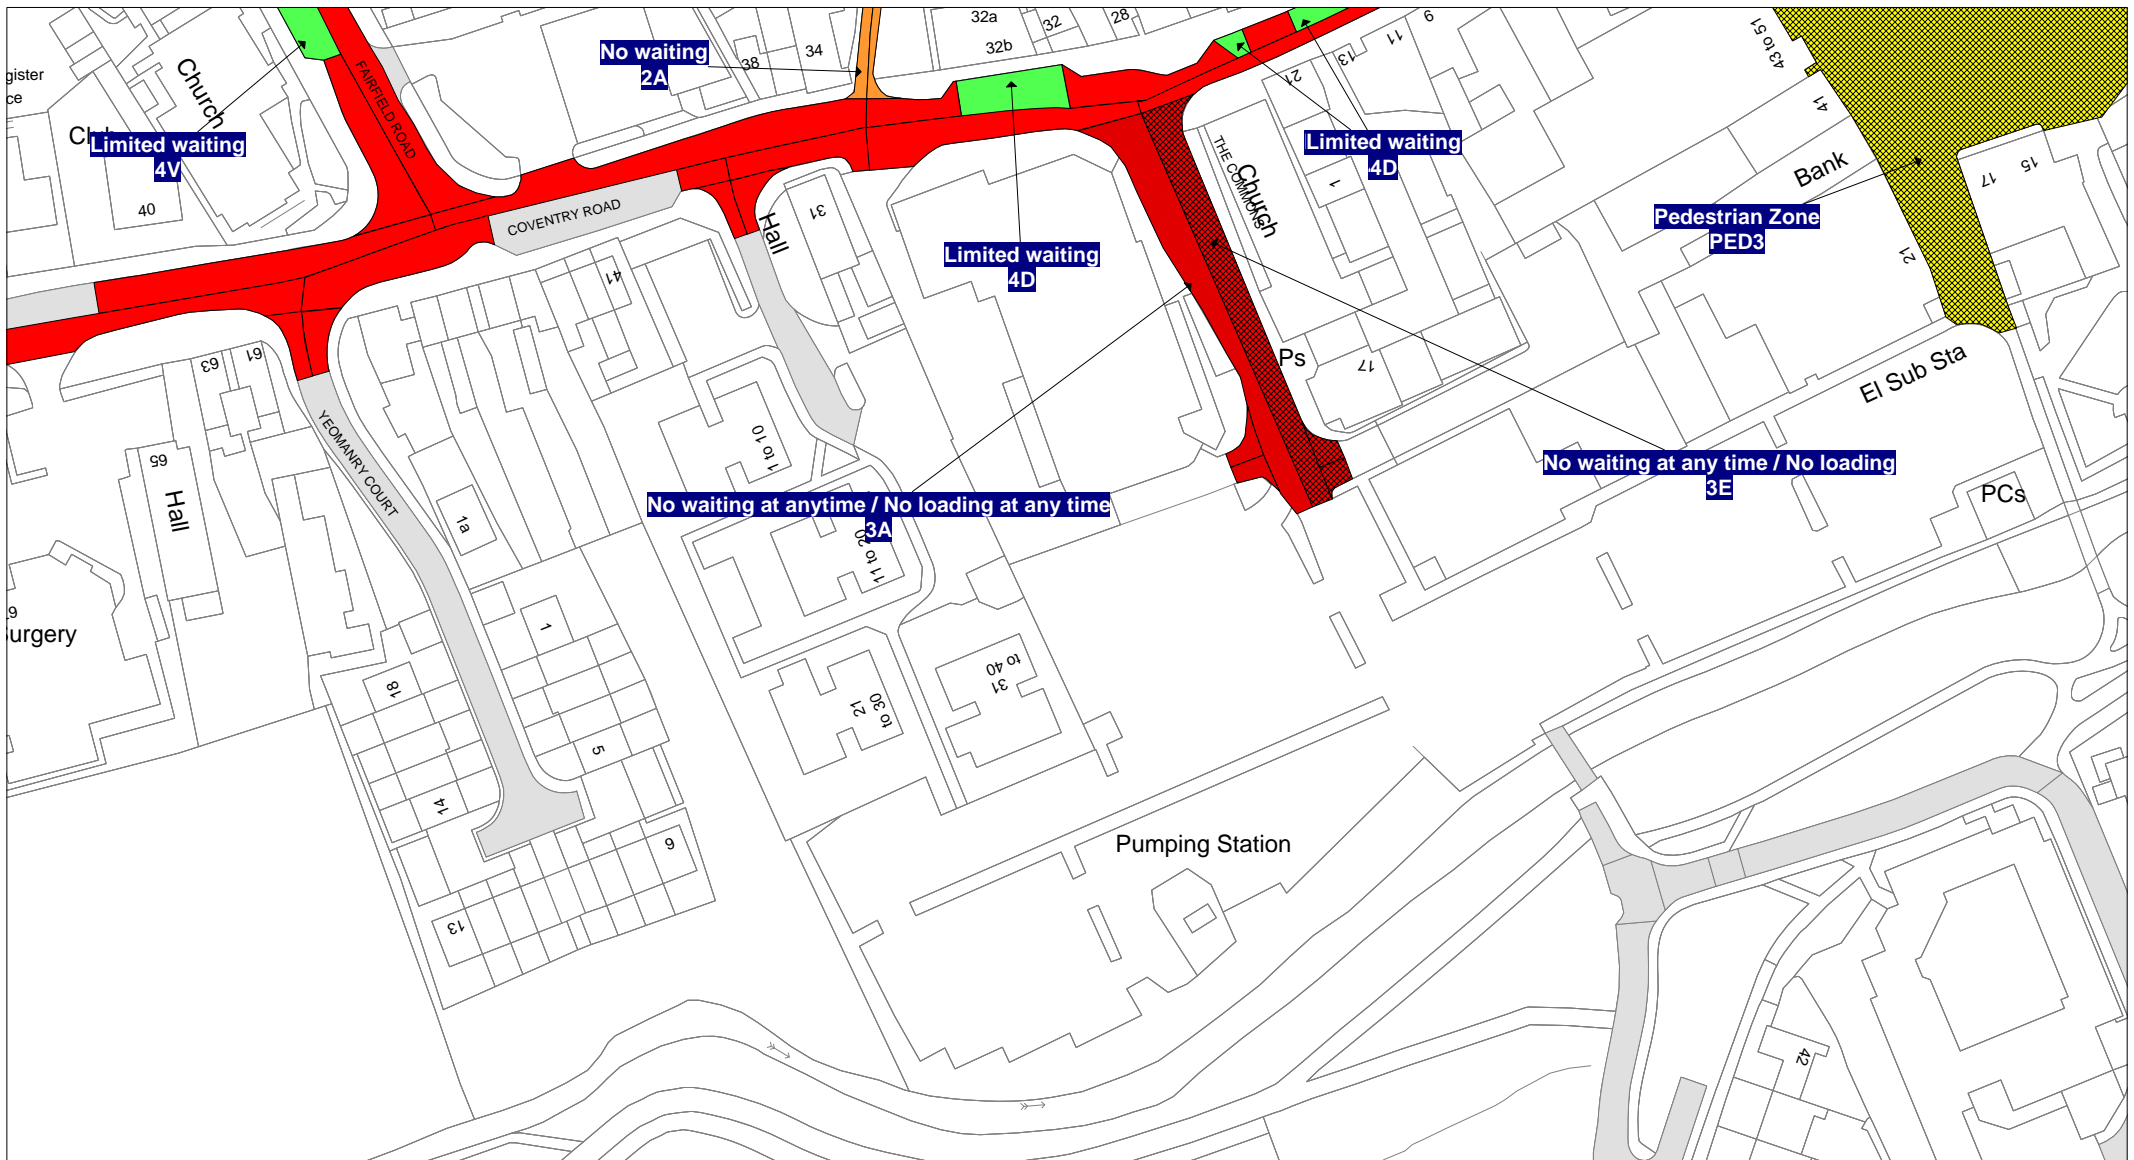 32a
32
28
9
32b
34
38
11
13
21
43 to 51
41
No waiting
2A
gister
ce
Church
FAIRFIELD ROAD
Club
Limited waiting
4V
40
THE COMMONS
Church
1
Limited waiting
4D
Bank
15
17
Pedestrian Zone
PED3
21
COVENTRY ROAD
31
Hall
41
Limited waiting
4D
Ps
17
El Sub Sta
63
61
YEOMANRY COURT
65
Hall
1a
1 to 10
No waiting at any time / No loading
3E
PCs
No waiting at anytime / No loading at any time
3A
11 to 20
urgery
1
18
31
to 40
21
to 30
5
14
Pumping Station
6
13
42